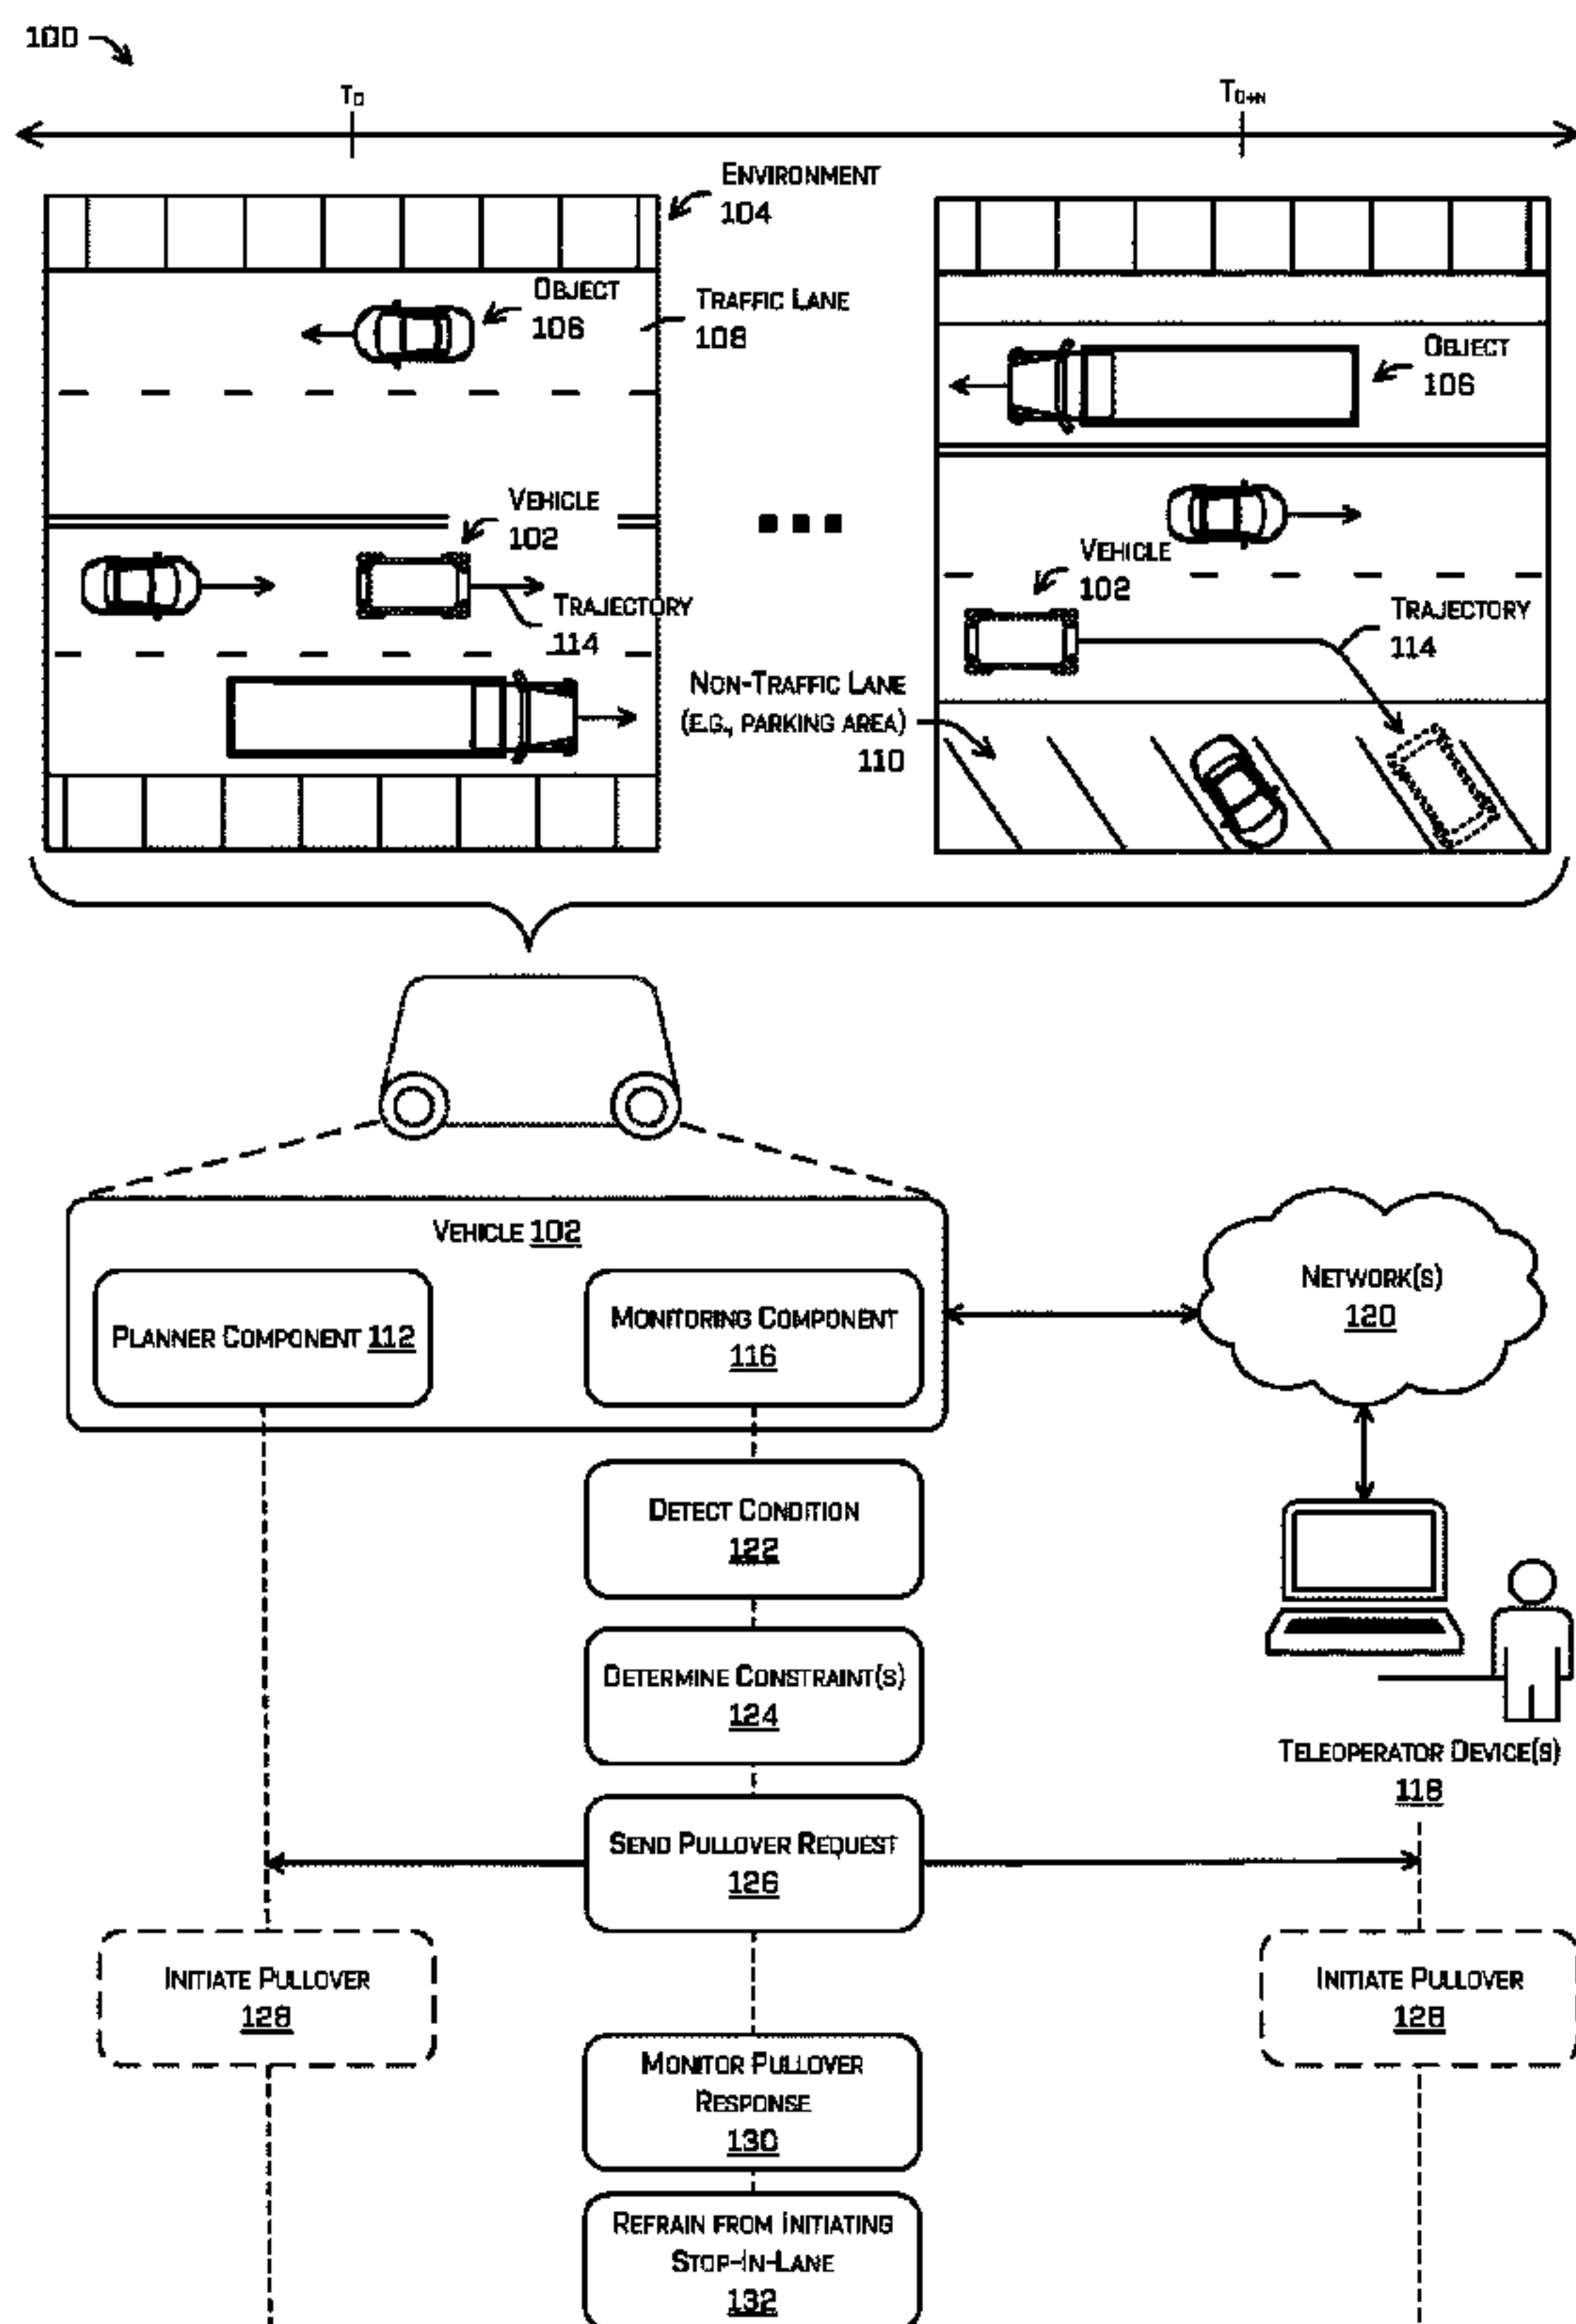 100
T0
T0+N
ENVIRONMENT
104
OBJECT
106
TRAFFIC LANE
108
OBJECT
106
VEHICLE
102
TRAJECTORY
114
VEHICLE
102
TRAJECTORY
114
NON-TRAFFIC LANE
(E.G., PARKING AREA)
110
VEHICLE 102
PLANNER COMPONENT 112
MONITORING COMPONENT
116
NETWORK(S)
120
DETECT CONDITION
122
DETERMINE CONSTRAINT(S)
124
TELEOPERATOR DEVICE(S)
118
SEND PULLOVER REQUEST
126
INITIATE PULLOVER
128
INITIATE PULLOVER
128
MONITOR PULLOVER
RESPONSE
130
REFRAIN FROM INITIATING
STOP-IN-LANE
132